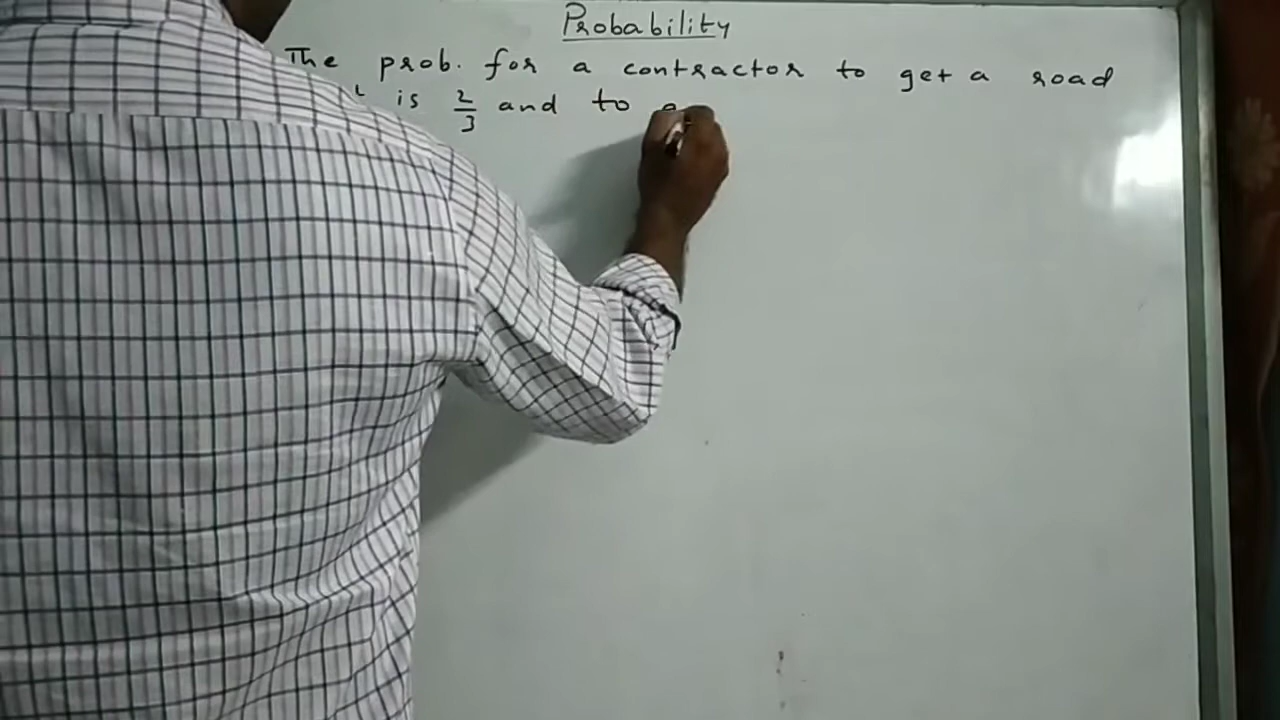 Probability
The prob. for a contractor to get a road
is 2/3 and to